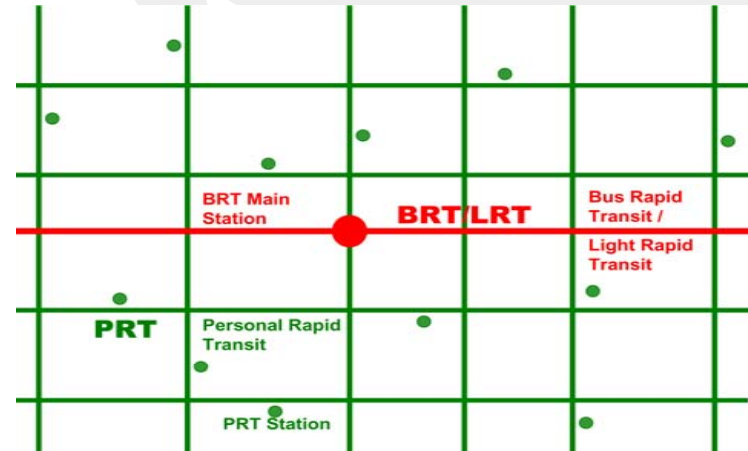 BRT Main
Station
BRT/LRT
Bus Rapid
Transit /
Light Rapid
Transit
PRT
Personal Rapid
Transit
PRT Station